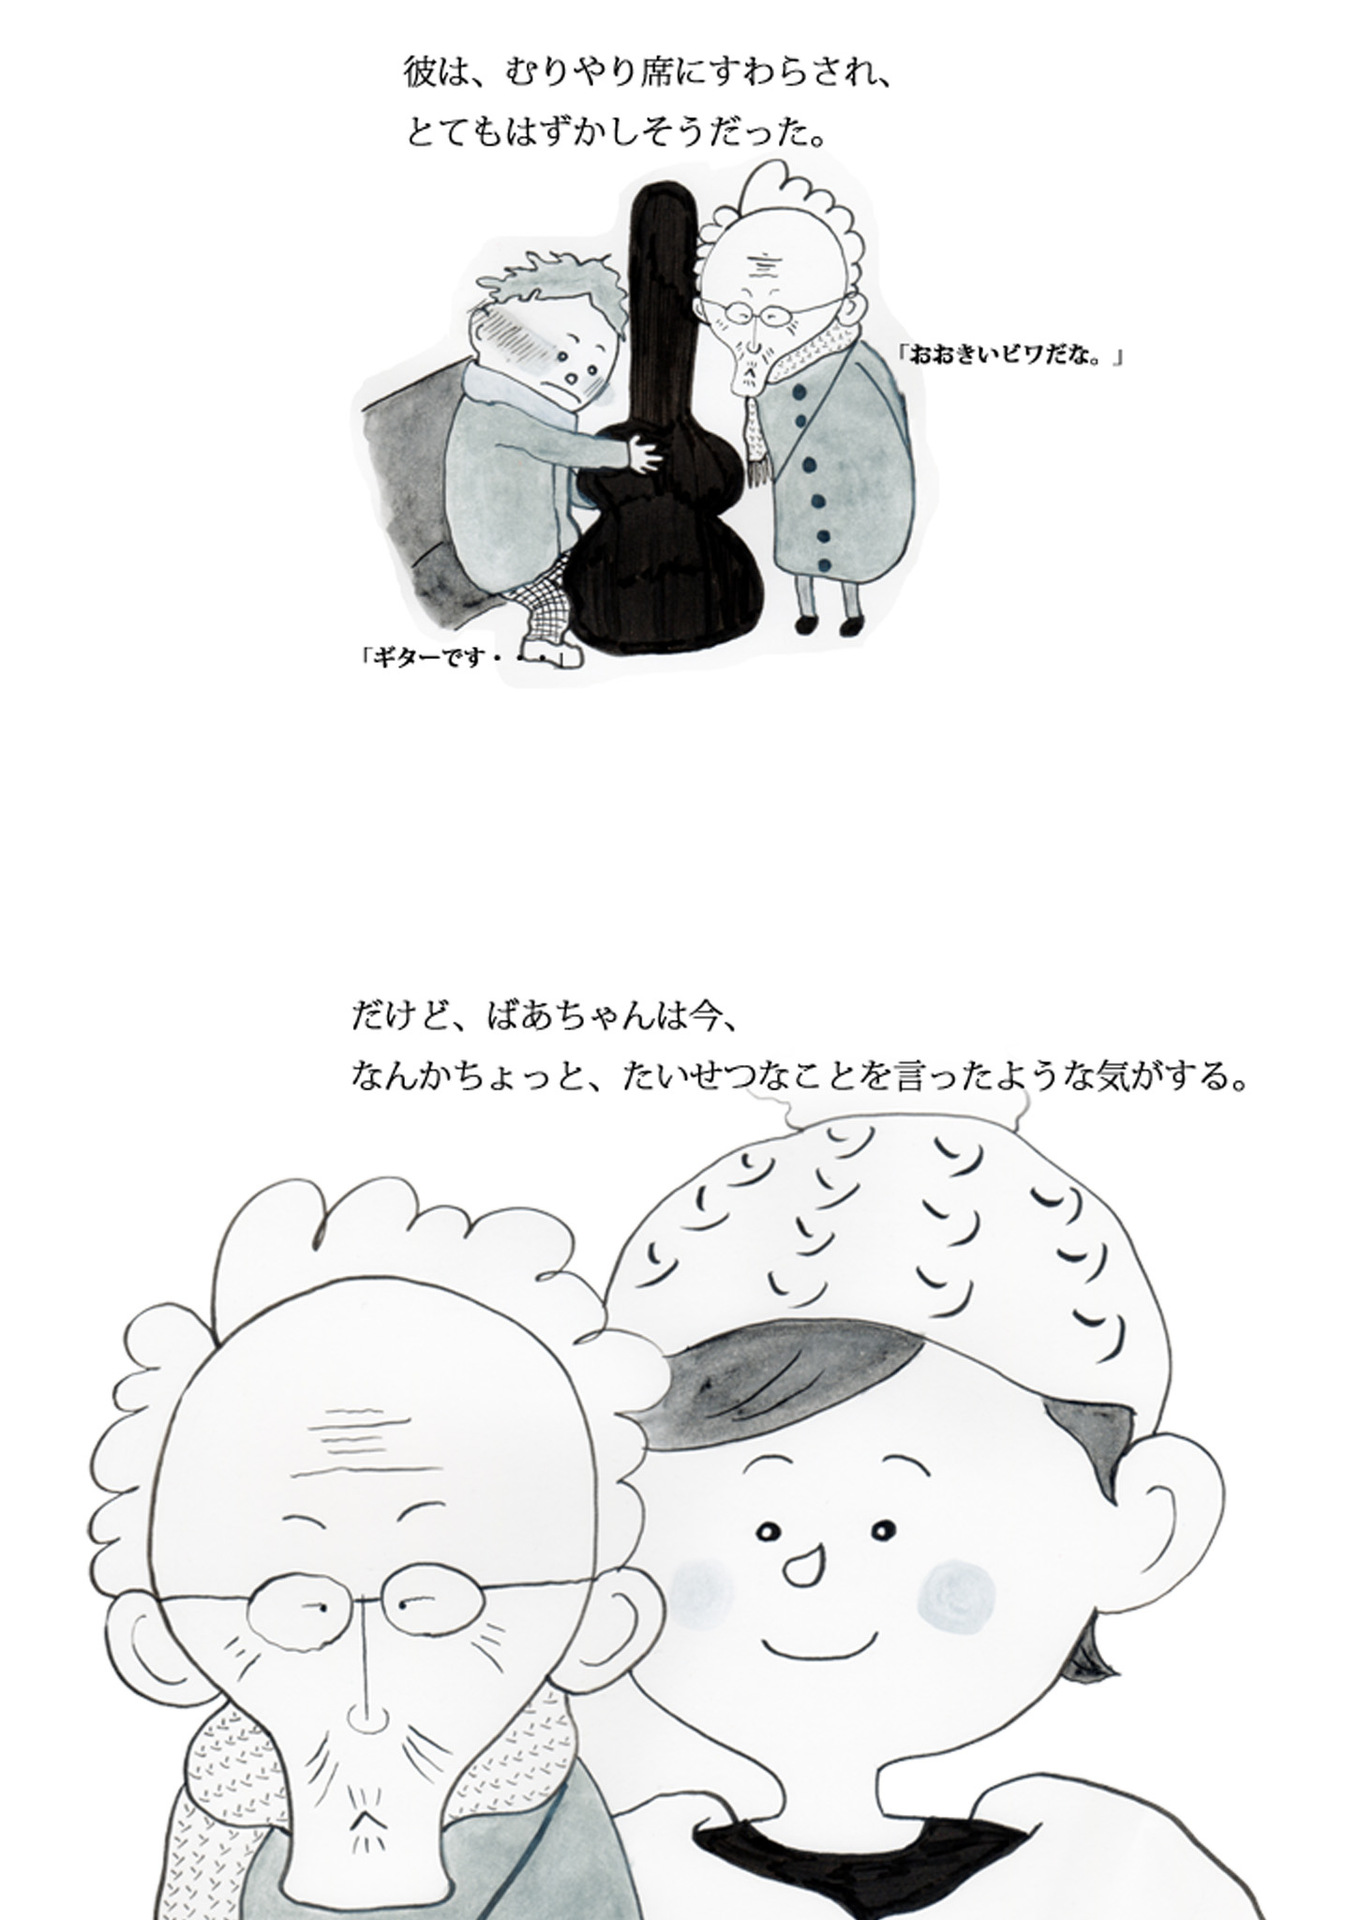 彼は、むりやり席にすわらされ、
とてもはずかしそうだった。
「おおきいビワだな。」
「ギターです・・・」
だけど、ばあちゃんは今、
なんかちょっと、たいせつなことを言ったような気がする。